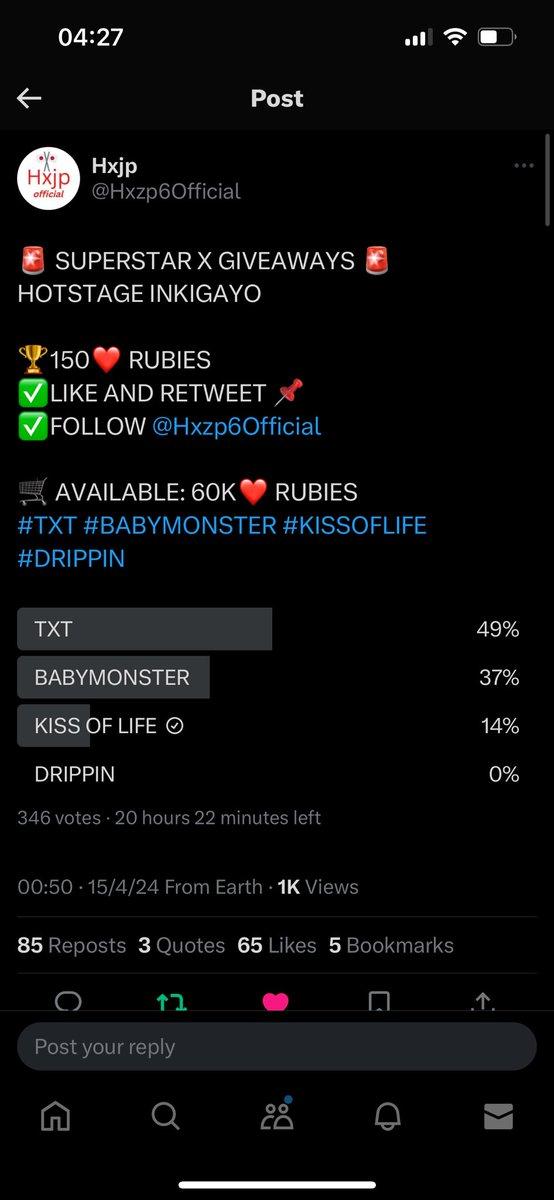 04:27
Post
Hxjp
@Hxzp6Official
Hxjp
official
🚨 SUPERSTAR X GIVEAWAYS 🚨
HOTSTAGE INKIGAYO
🏆150❤️ RUBIES
✅LIKE AND RETWEET 📌
✅FOLLOW @Hxzp6Official
🛒 AVAILABLE: 60K❤️ RUBIES
#TXT #BABYMONSTER #KISSOFLIFE
#DRIPPIN
TXT 49%
BABYMONSTER 37%
KISS OF LIFE 14%
DRIPPIN 0%
346 votes · 20 hours 22 minutes left
00:50 · 15/4/24 From Earth · 1K Views
85 Reposts 3 Quotes 65 Likes 5 Bookmarks
Post your reply